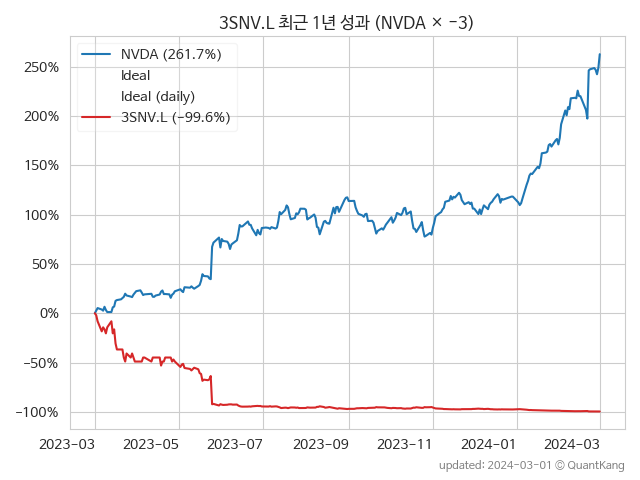 3SNV.L 최근 1년 성과 (NVDA × −3)
NVDA (261.7%)
Ideal
Ideal (daily)
3SNV.L (−99.6%)
250%
200%
150%
100%
50%
0%
−50%
−100%
2023−03 2023−05 2023−07 2023−09 2023−11 2024−01 2024−03
updated: 2024−03−01 © QuantKang